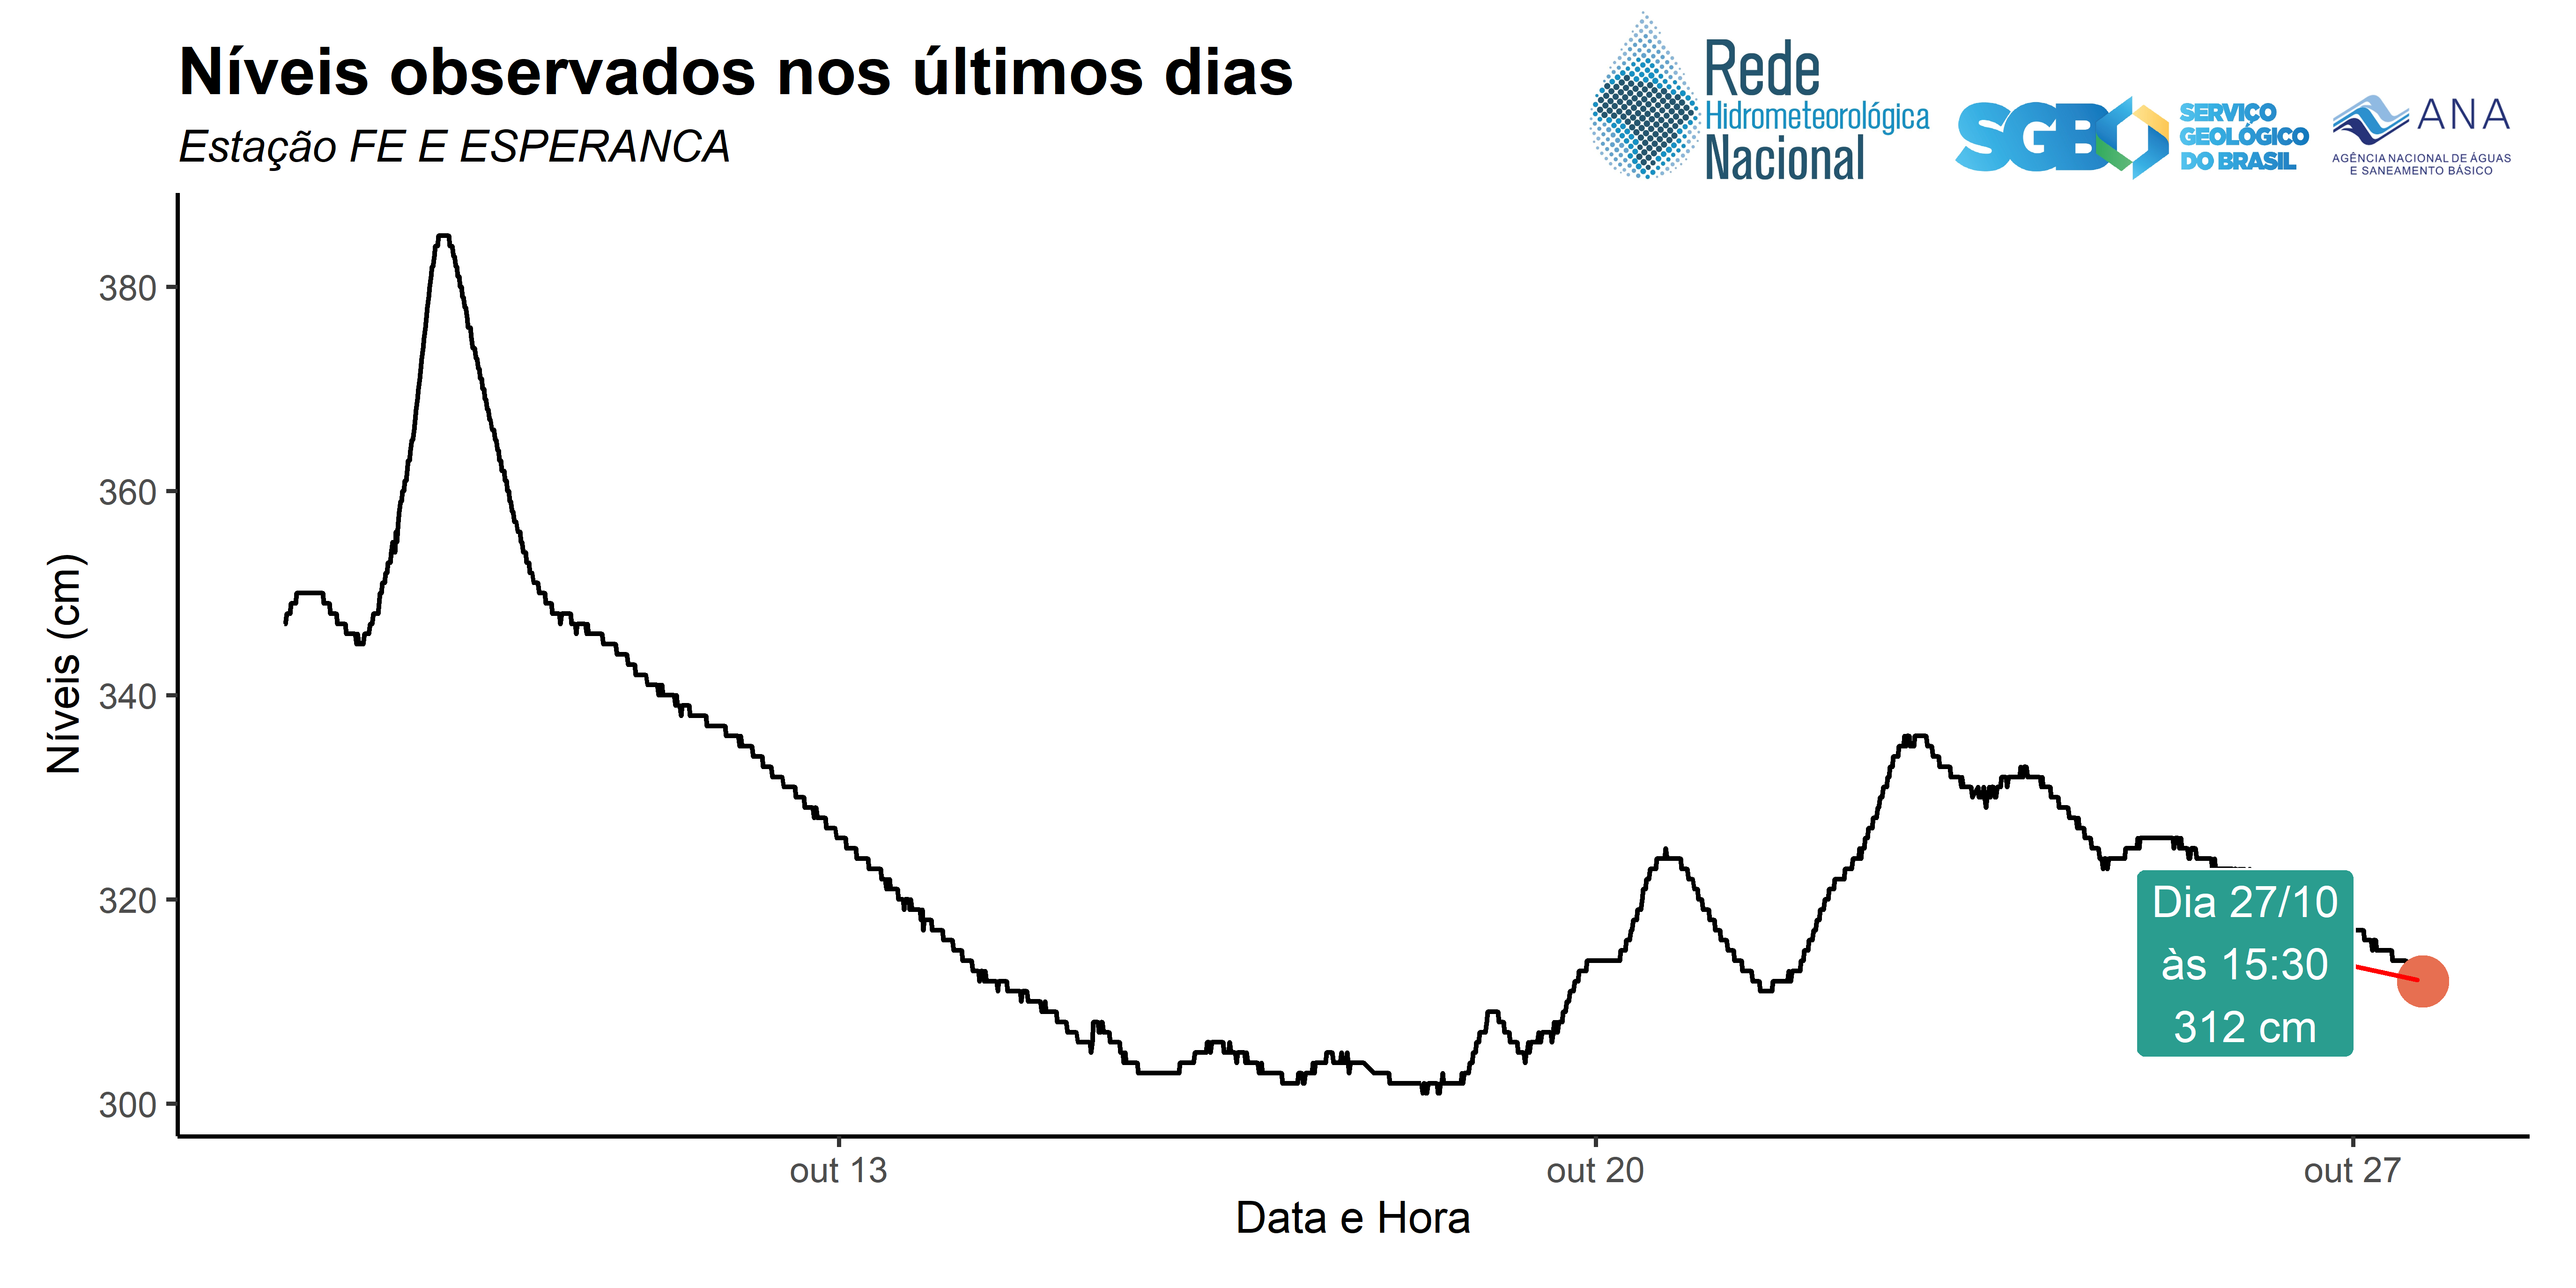 Níveis observados nos últimos dias
Estação FE E ESPERANCA
Rede
Hidrometeorológica
Nacional
SGB
SERVIÇO
GEOLÓGICO
DO BRASIL
ANA
AGÊNCIA NACIONAL DE ÁGUAS
E SANEAMENTO BÁSICO
Níveis (cm)
380
360
340
320
300
Dia 27/10
às 15:30
312 cm
out 13
out 20
out 27
Data e Hora